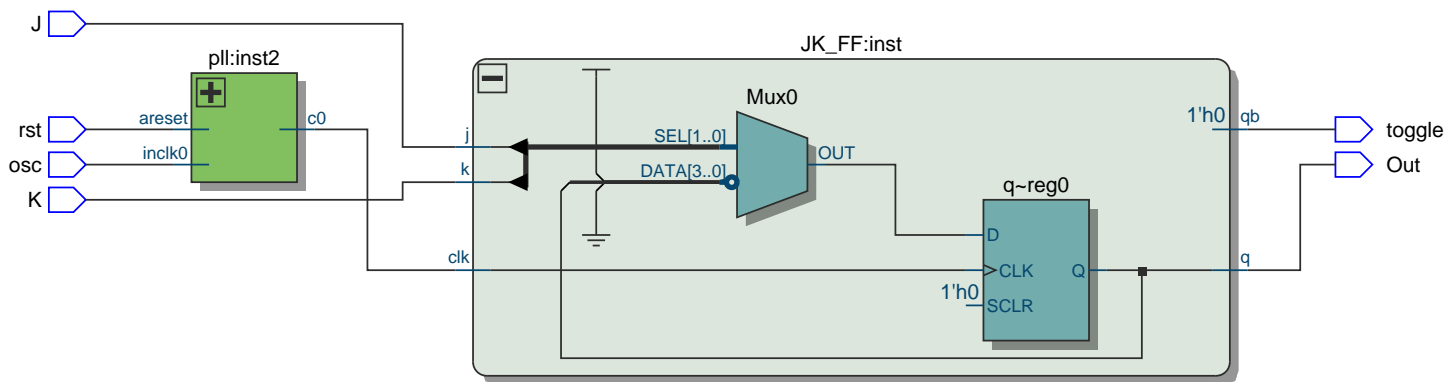 J
JK_FF:inst
pll:inst2
Mux0
1'h0
qb
areset
c0
j
SEL[1..0]
rst
toggle
OUT
osc
inclk0
k
DATA[3..0]
Out
K
q~reg0
D
clk
CLK
Q
q
1'h0
SCLR